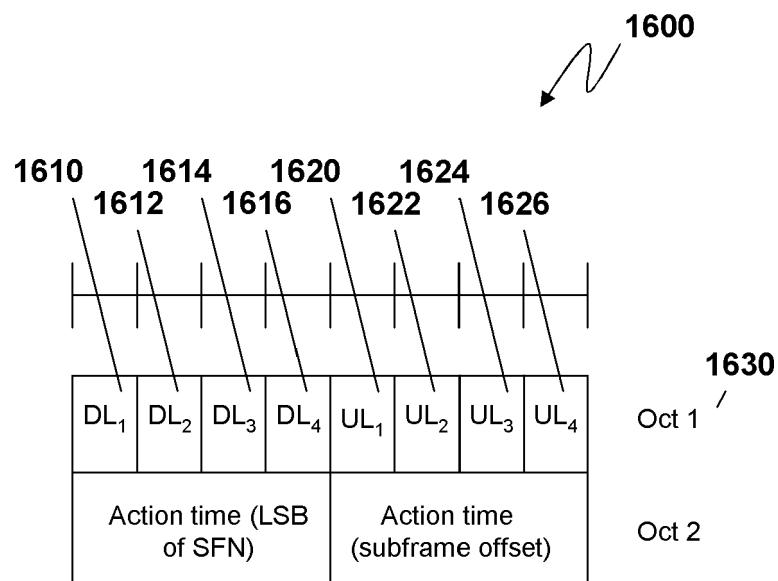 1600
1610 1614 1620 1624
1612 1616 1622 1626
1630
DL1 DL2 DL3 DL4 UL1 UL2 UL3 UL4 Oct 1
Action time (LSB of SFN) Action time (subframe offset) Oct 2